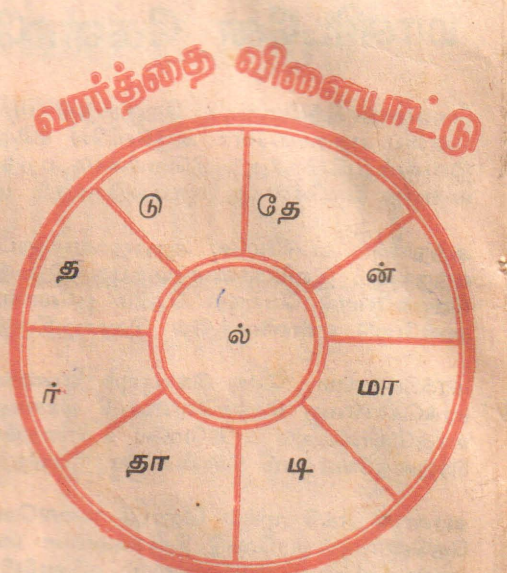 வார்த்தை விளையாட்டு
டு தே
த ன்
ல்
ர் மா
தா டி